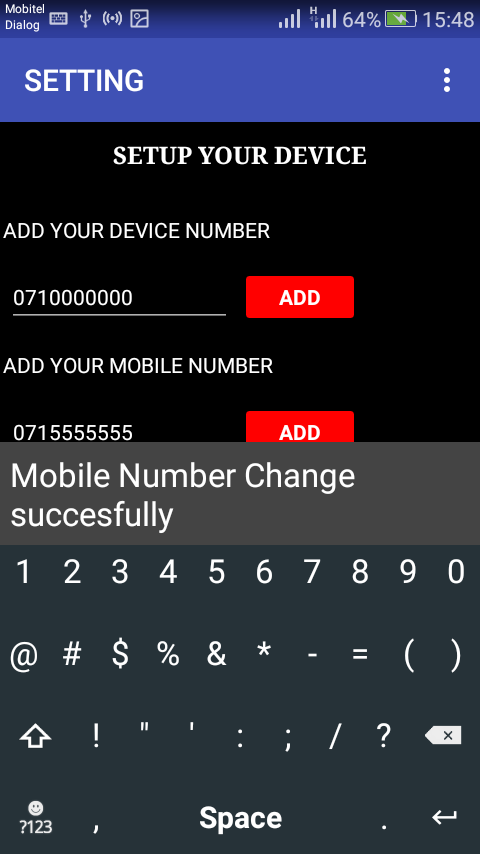 Mobitel
Dialog
H
64%
15:48
SETTING
SETUP YOUR DEVICE
ADD YOUR DEVICE NUMBER
0710000000 ADD
ADD YOUR MOBILE NUMBER
0715555555 ADD
Mobile Number Change
succesfully
1 2 3 4 5 6 7 8 9 0
@ # $ % & * - = ( )
! " ' : ; / ?
?123 , Space .